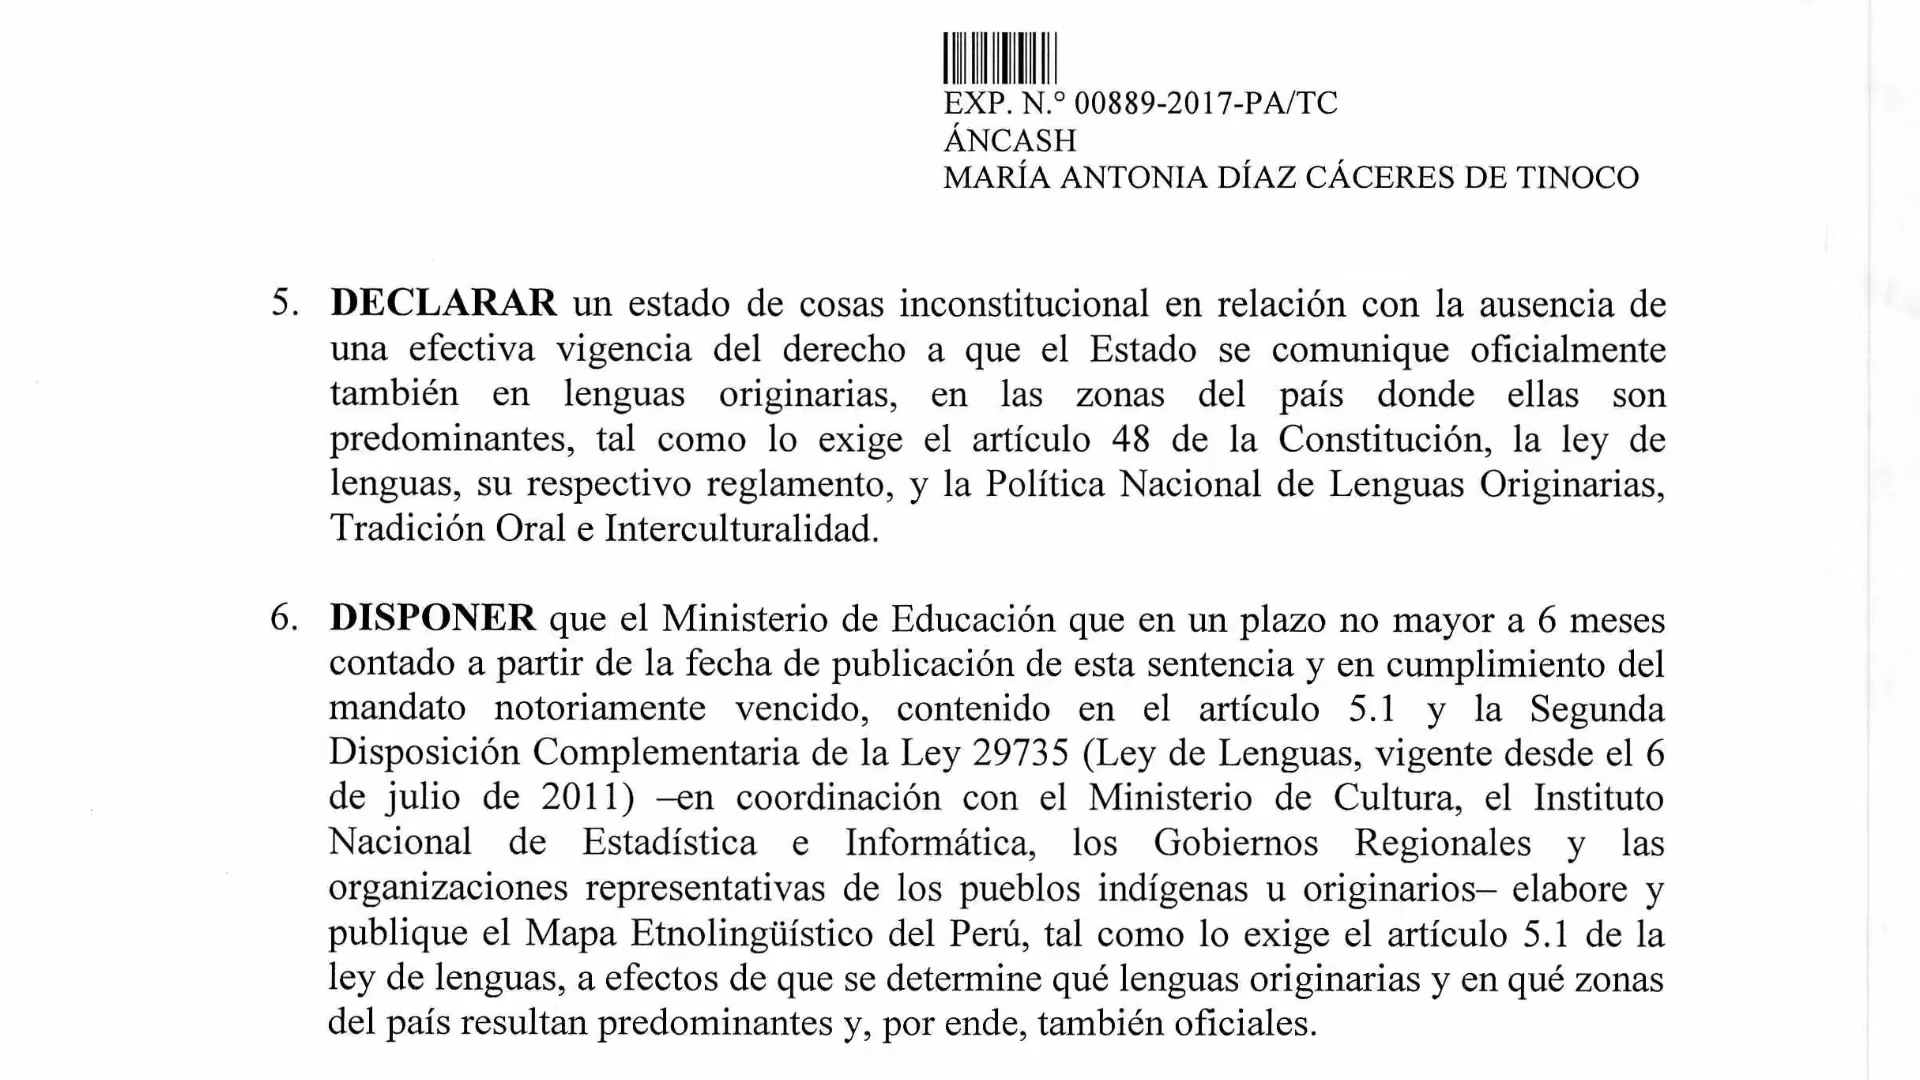 EXP. N.° 00889-2017-PA/TC
ÁNCASH
MARÍA ANTONIA DÍAZ CÁCERES DE TINOCO
5. DECLARAR un estado de cosas inconstitucional en relación con la ausencia de
una efectiva vigencia del derecho a que el Estado se comunique oficialmente
también en lenguas originarias, en las zonas del país donde ellas son
predominantes, tal como lo exige el artículo 48 de la Constitución, la ley de
lenguas, su respectivo reglamento, y la Política Nacional de Lenguas Originarias,
Tradición Oral e Interculturalidad.
6. DISPONER que el Ministerio de Educación que en un plazo no mayor a 6 meses
contado a partir de la fecha de publicación de esta sentencia y en cumplimiento del
mandato notoriamente vencido, contenido en el artículo 5.1 y la Segunda
Disposición Complementaria de la Ley 29735 (Ley de Lenguas, vigente desde el 6
de julio de 2011) –en coordinación con el Ministerio de Cultura, el Instituto
Nacional de Estadística e Informática, los Gobiernos Regionales y las
organizaciones representativas de los pueblos indígenas u originarios– elabore y
publique el Mapa Etnolingüístico del Perú, tal como lo exige el artículo 5.1 de la
ley de lenguas, a efectos de que se determine qué lenguas originarias y en qué zonas
del país resultan predominantes y, por ende, también oficiales.